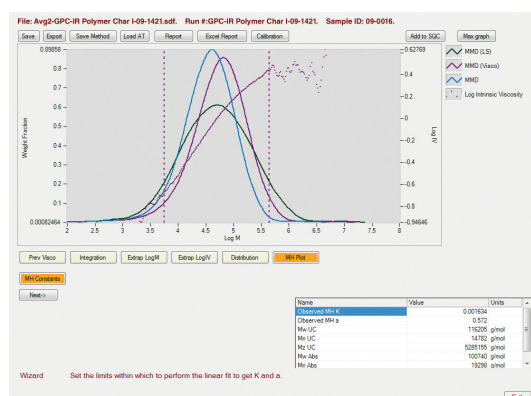 File: Avg2-GPC-IR Polymer Char I-09-1421.sdf. Run #:GPC-IR Polymer Char I-09-1421. Sample ID: 09-0016.
Save Export Save Method Load AT Report Excel Report Calibration Add to SQC Max graph
0.89858
0.8
0.7
0.6
0.5
0.4
0.3
0.2
0.1
0.00082464
Weight Fraction
2 2.5 3 3.5 4 4.5 5 5.5 6 6.5 7 7.5 8
Log M
0.62769
0.4
0.2
0
-0.2
-0.4
-0.6
-0.8
-0.94646
Log IV
MMD (LS)
MMD (Visco)
MMD
Log Intrinsic Viscosity
Prev Visco Integration Extrap LogM Extrap LogIV Distribution MH Plot
MH Constants
Next->
Name Value Units
Observed MH K 0.001634
Observed MH a 0.572
Mw UC 116205 g/mol
Mn UC 14782 g/mol
Mz UC 5285155 g/mol
Mw Abs 100740 g/mol
Mn Abs 19298 g/mol
Wizard Set the limits within which to perform the linear fit to get K and a.